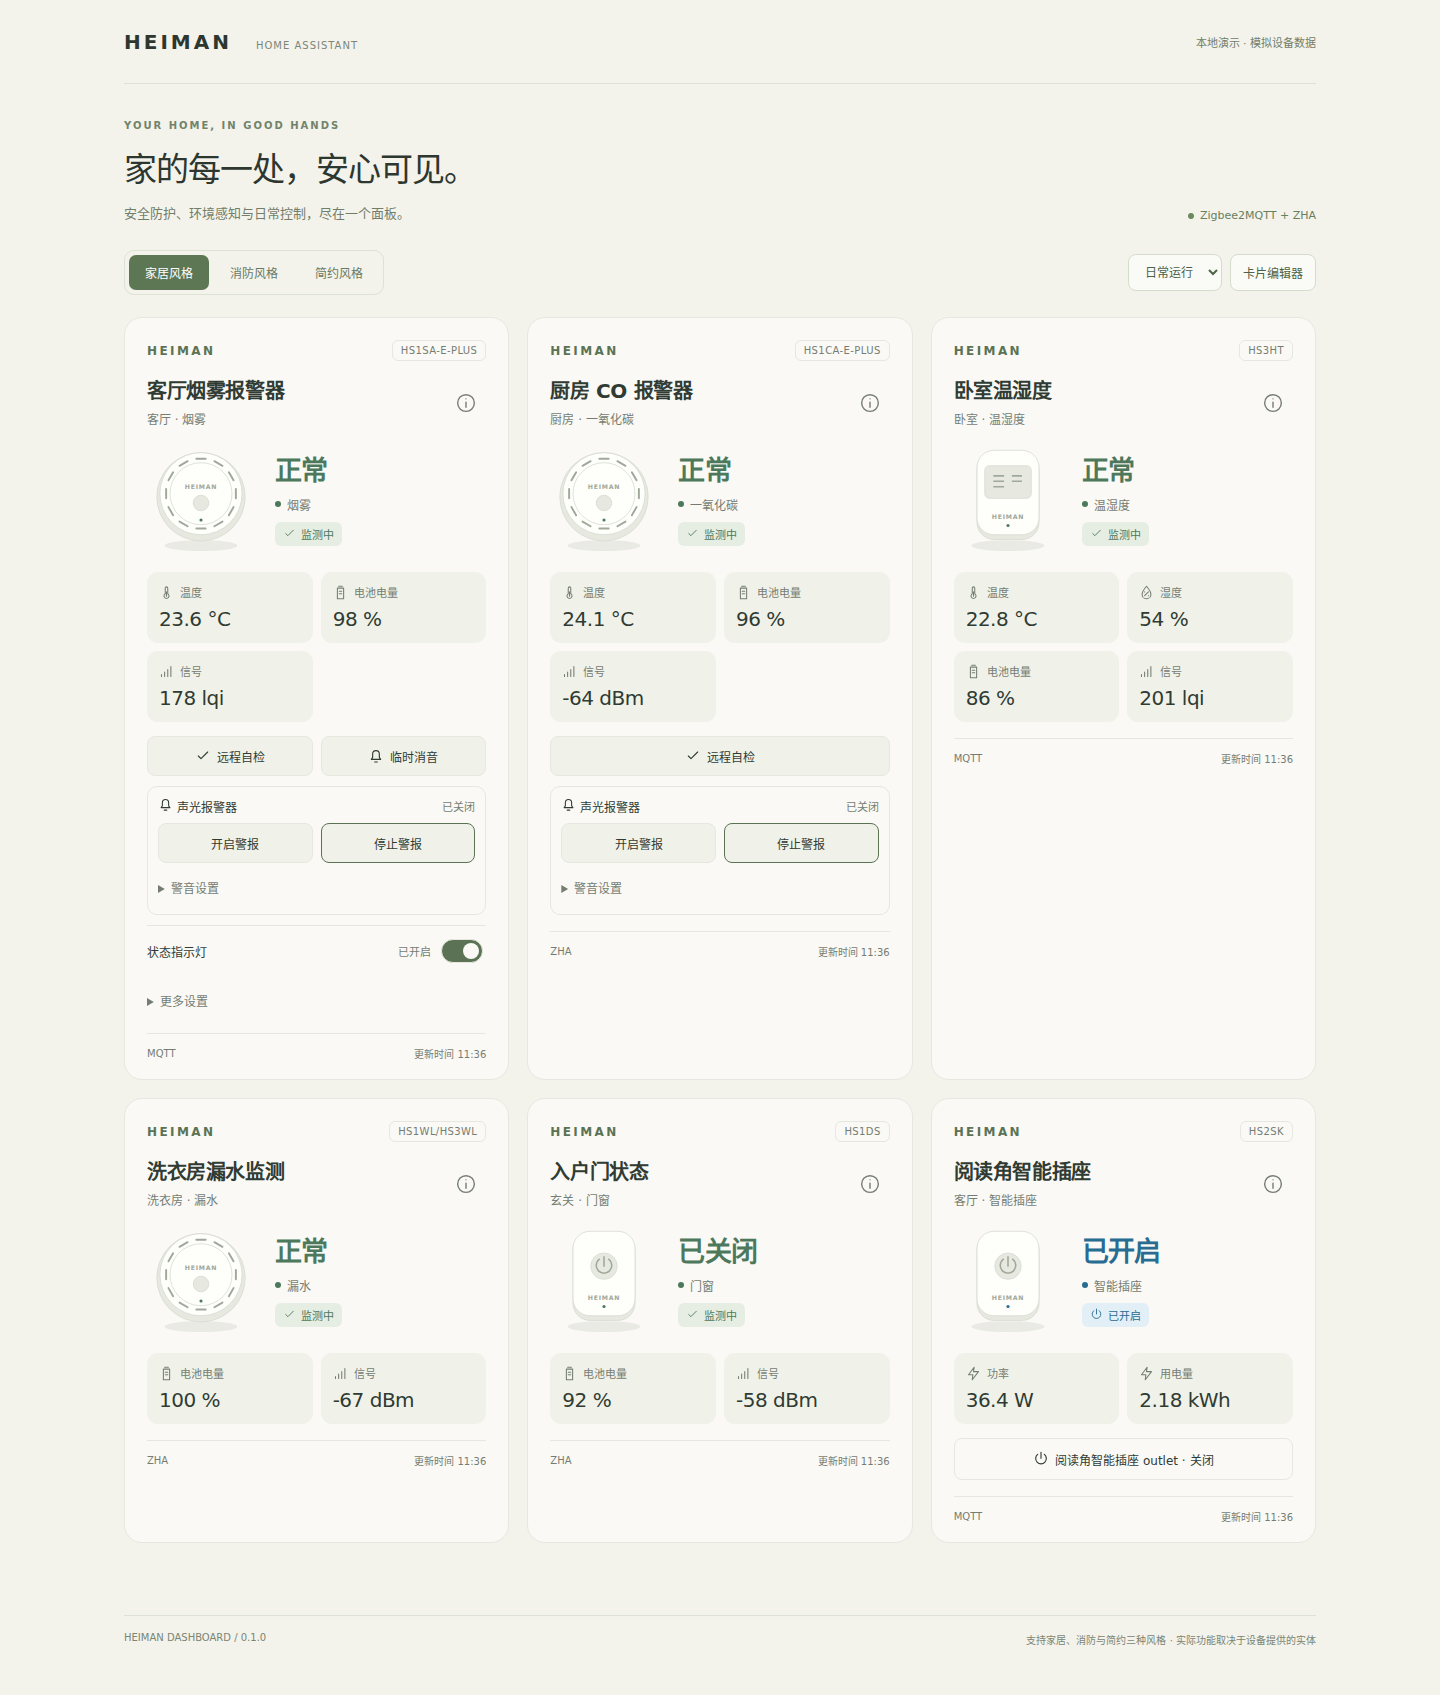 HEIMAN HOME ASSISTANT 本地演示 · 模拟设备数据
YOUR HOME, IN GOOD HANDS
家的每一处，安心可见。
安全防护、环境感知与日常控制，尽在一个面板。 Zigbee2MQTT + ZHA
家居风格 消防风格 简约风格 日常运行 卡片编辑器
HEIMAN HS1SA-E-PLUS
客厅烟雾报警器
客厅 · 烟雾
HEIMAN
正常
烟雾
监测中
温度 电池电量
23.6 °C 98 %
信号
178 lqi
远程自检 临时消音
声光报警器 已关闭
开启警报 停止警报
警音设置
状态指示灯 已开启
更多设置
MQTT 更新时间 11:36
HEIMAN HS1CA-E-PLUS
厨房 CO 报警器
厨房 · 一氧化碳
HEIMAN
正常
一氧化碳
监测中
温度 电池电量
24.1 °C 96 %
信号
-64 dBm
远程自检
声光报警器 已关闭
开启警报 停止警报
警音设置
ZHA 更新时间 11:36
HEIMAN HS3HT
卧室温湿度
卧室 · 温湿度
HEIMAN
正常
温湿度
监测中
温度 湿度
22.8 °C 54 %
电池电量 信号
86 % 201 lqi
MQTT 更新时间 11:36
HEIMAN HS1WL/HS3WL
洗衣房漏水监测
洗衣房 · 漏水
HEIMAN
正常
漏水
监测中
电池电量 信号
100 % -67 dBm
ZHA 更新时间 11:36
HEIMAN HS1DS
入户门状态
玄关 · 门窗
HEIMAN
已关闭
门窗
监测中
电池电量 信号
92 % -58 dBm
ZHA 更新时间 11:36
HEIMAN HS2SK
阅读角智能插座
客厅 · 智能插座
HEIMAN
已开启
智能插座
已开启
功率 用电量
36.4 W 2.18 kWh
阅读角智能插座 outlet · 关闭
MQTT 更新时间 11:36
HEIMAN DASHBOARD / 0.1.0 支持家居、消防与简约三种风格 · 实际功能取决于设备提供的实体